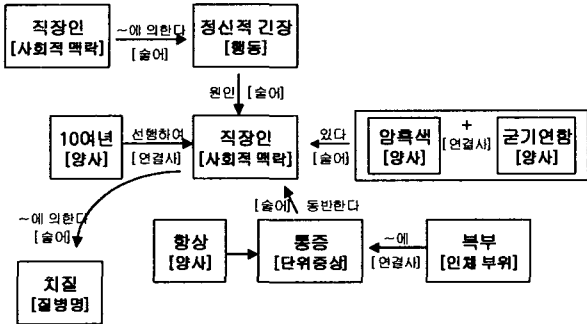 직장인
[사회적 맥락]
~에 의한다
[술어]
정신적 긴장
[행동]
원인 [술어]
100여년
[양사]
선행하여
[연결사]
직장인
[사회적 맥락]
있다
[술어]
암흑색
[양사]
+
[연결사]
굳기연함
[양사]
~에 의한다
[술어]
[술어] 동반한다
치질
[질병명]
항상
[양사]
통증
[단위증상]
~에
[연결사]
복부
[인체 부위]